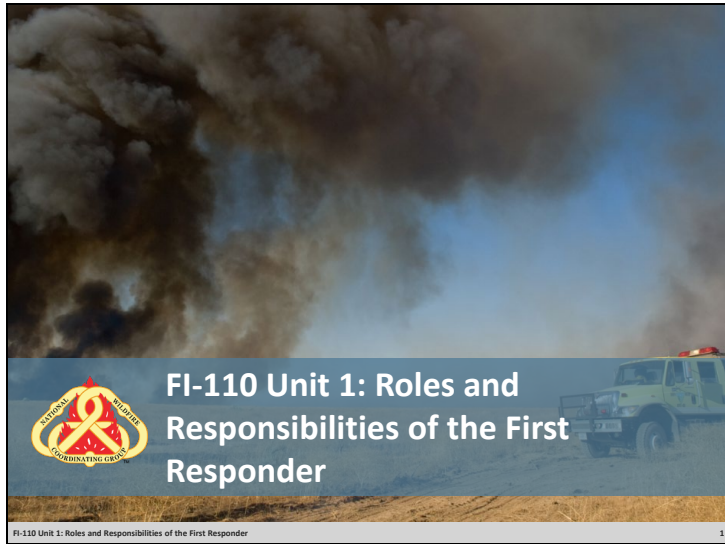 FI-110 Unit 1: Roles and
Responsibilities of the First
Responder
NATIONAL WILDFIRE
COORDINATING GROUP
TM
FI-110 Unit 1: Roles and Responsibilities of the First Responder 1